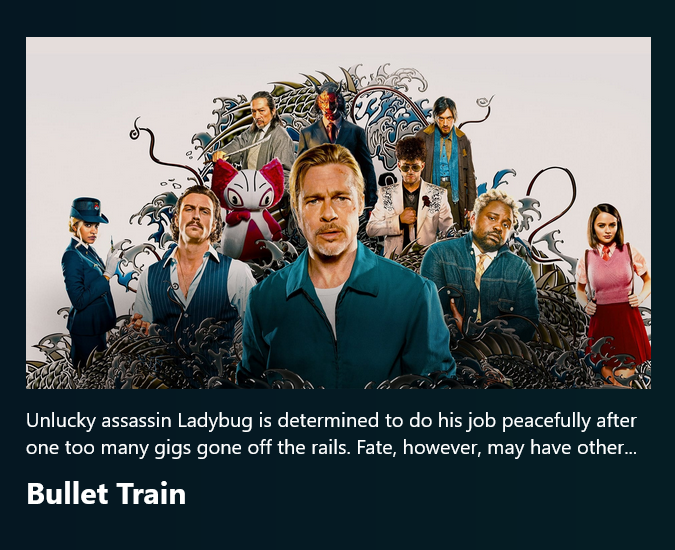 Unlucky assassin Ladybug is determined to do his job peacefully after
one too many gigs gone off the rails. Fate, however, may have other...
Bullet Train